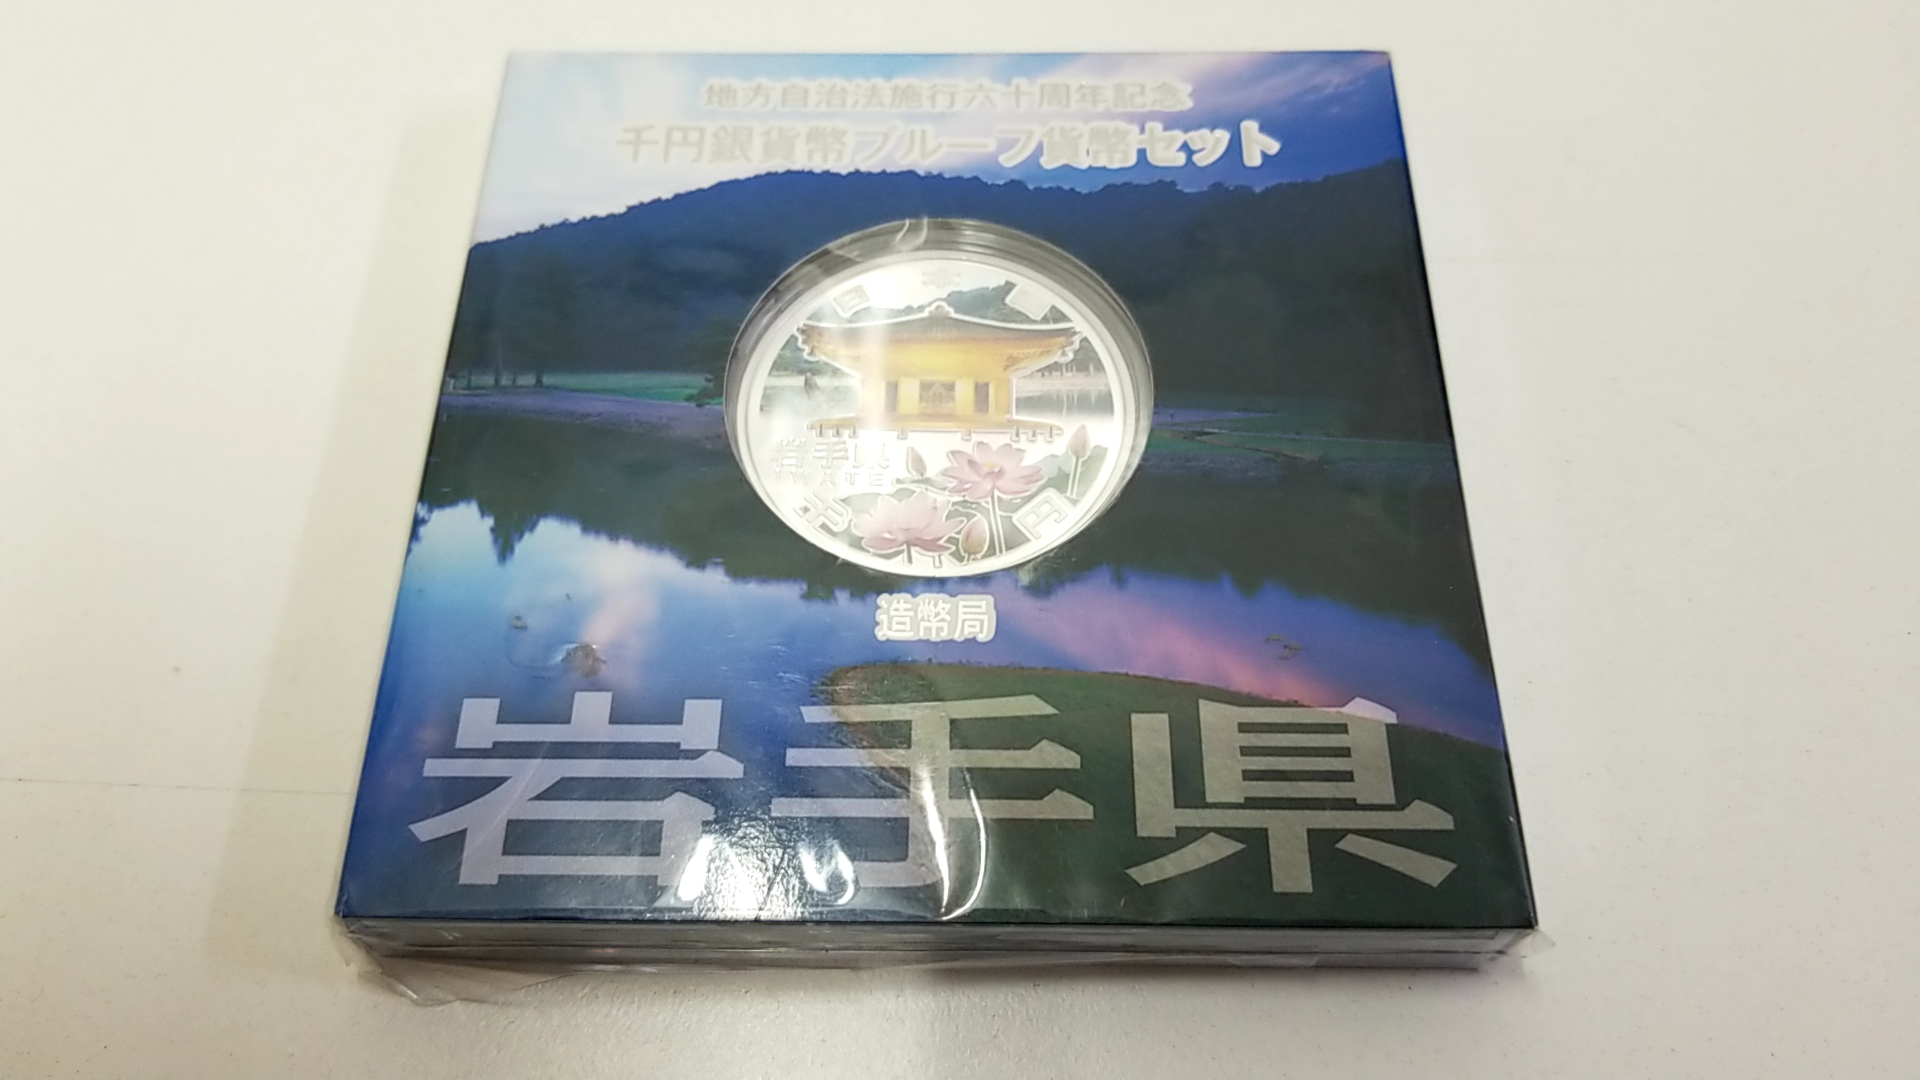 地方自治法施行六十周年記念
千円銀貨幣プルーフ貨幣セット
日本
岩手県
IWATE
千円
造幣局
岩手県